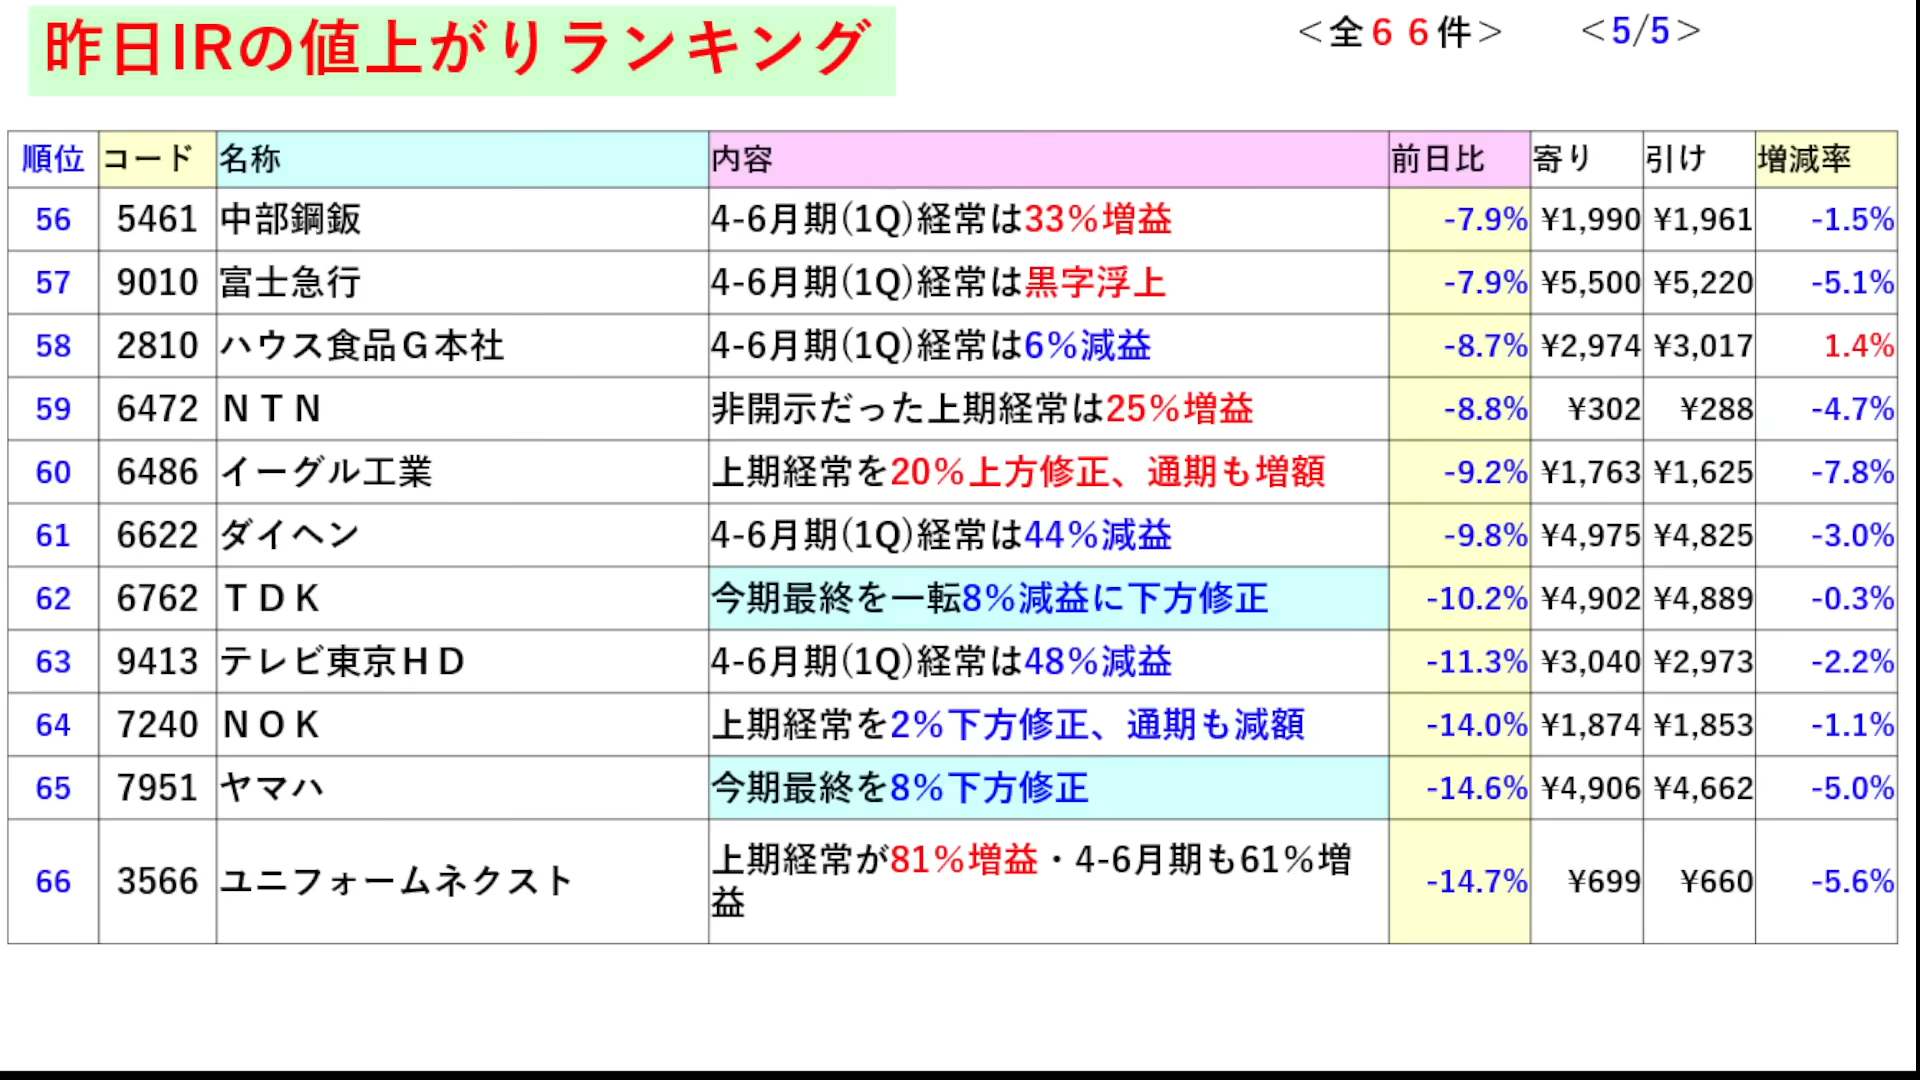 昨日IRの値上がりランキング ＜全６６件＞ ＜5/5＞
順位 コード 名称 内容 前日比 寄り 引け 増減率
56 5461 中部鋼鈑 4-6月期(1Q)経常は33%増益 -7.9% ¥1,990 ¥1,961 -1.5%
57 9010 富士急行 4-6月期(1Q)経常は黒字浮上 -7.9% ¥5,500 ¥5,220 -5.1%
58 2810 ハウス食品Ｇ本社 4-6月期(1Q)経常は6%減益 -8.7% ¥2,974 ¥3,017 1.4%
59 6472 ＮＴＮ 非開示だった上期経常は25%増益 -8.8% ¥302 ¥288 -4.7%
60 6486 イーグル工業 上期経常を20%上方修正、通期も増額 -9.2% ¥1,763 ¥1,625 -7.8%
61 6622 ダイヘン 4-6月期(1Q)経常は44%減益 -9.8% ¥4,975 ¥4,825 -3.0%
62 6762 ＴＤＫ 今期最終を一転8%減益に下方修正 -10.2% ¥4,902 ¥4,889 -0.3%
63 9413 テレビ東京ＨＤ 4-6月期(1Q)経常は48%減益 -11.3% ¥3,040 ¥2,973 -2.2%
64 7240 ＮＯＫ 上期経常を2%下方修正、通期も減額 -14.0% ¥1,874 ¥1,853 -1.1%
65 7951 ヤマハ 今期最終を8%下方修正 -14.6% ¥4,906 ¥4,662 -5.0%
66 3566 ユニフォームネクスト 上期経常が81%増益・4-6月期も61%増 -14.7% ¥699 ¥660 -5.6%
益